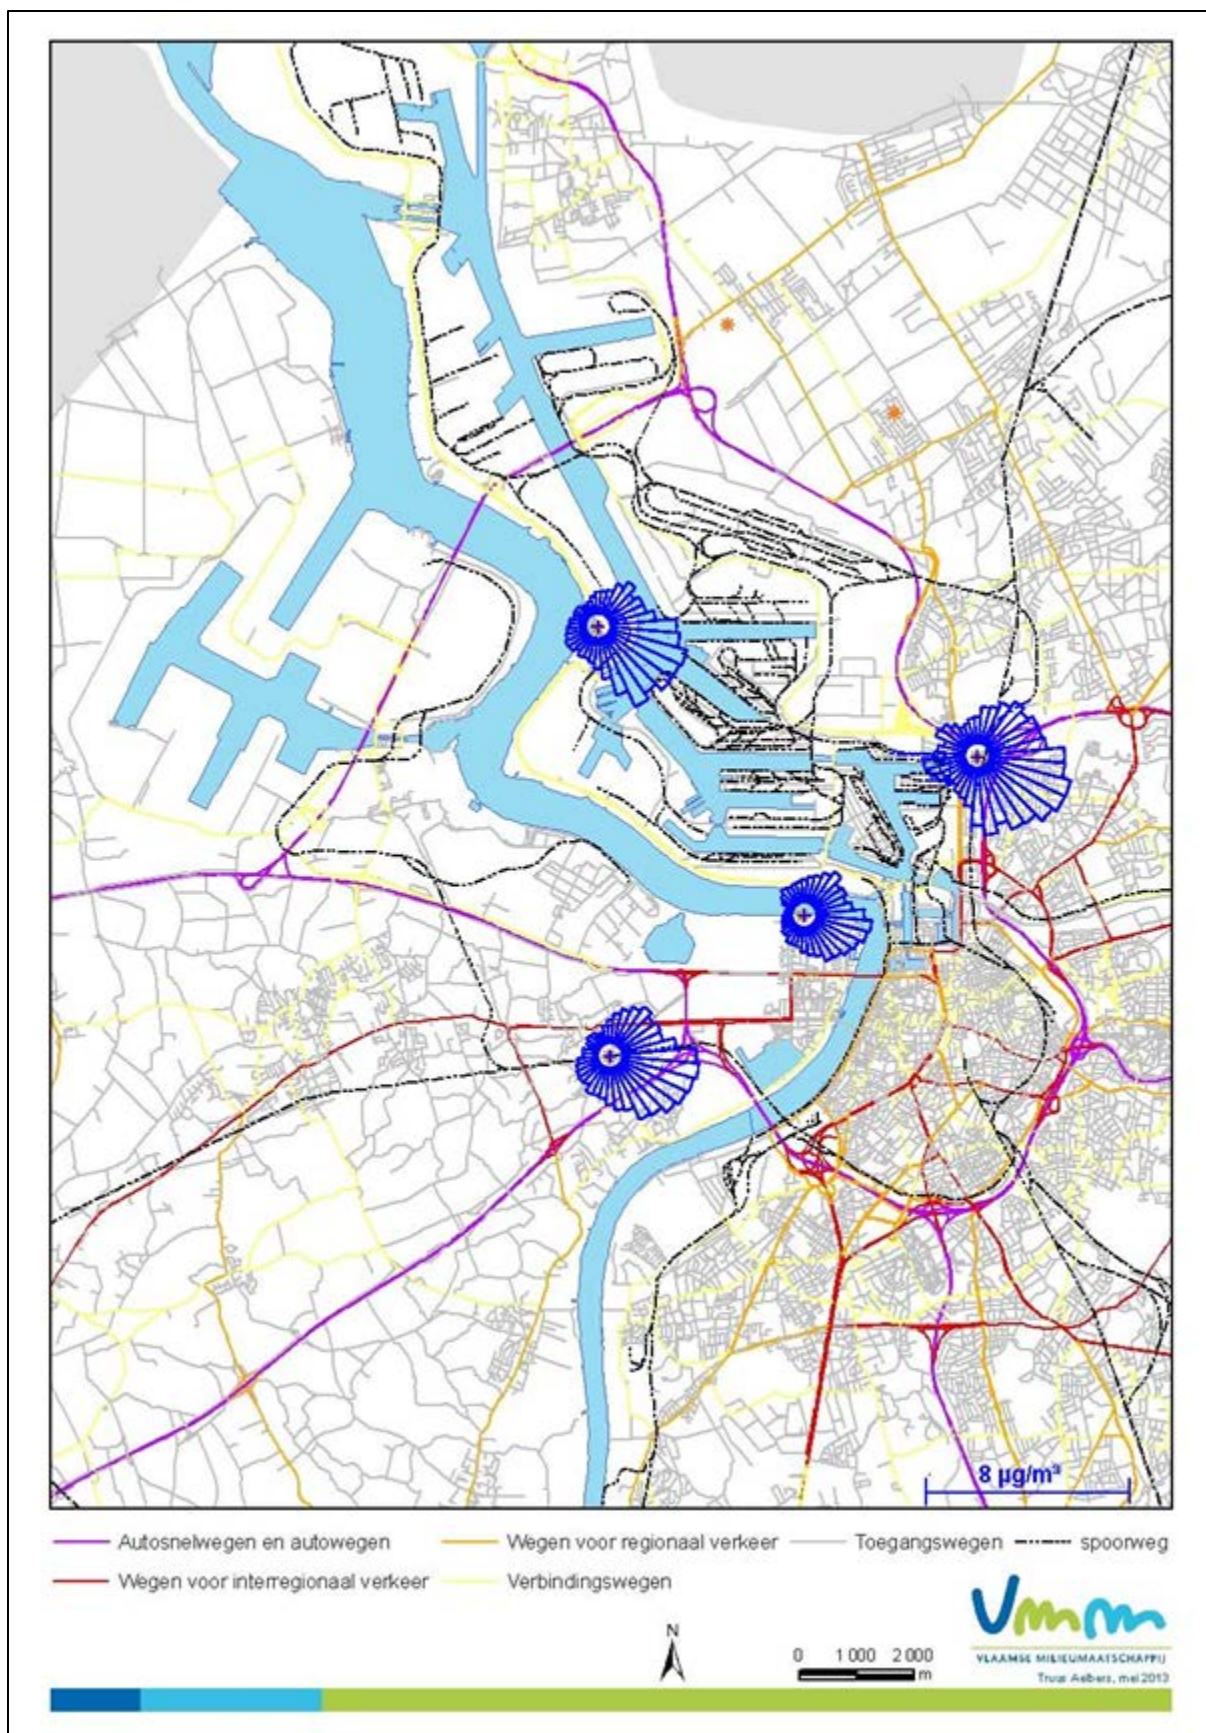 8 µg/m³
Autosnelwegen en autowegen
Wegen voor regionaal verkeer
Toegangswegen
spoorweg
Wegen voor interregionaal verkeer
Verbindingswegen
N
0 1 000 2 000
m
Vmm
VLAAMSE MILIEUMAATSCHAPPIJ
Truus Aelbers, mei 2013